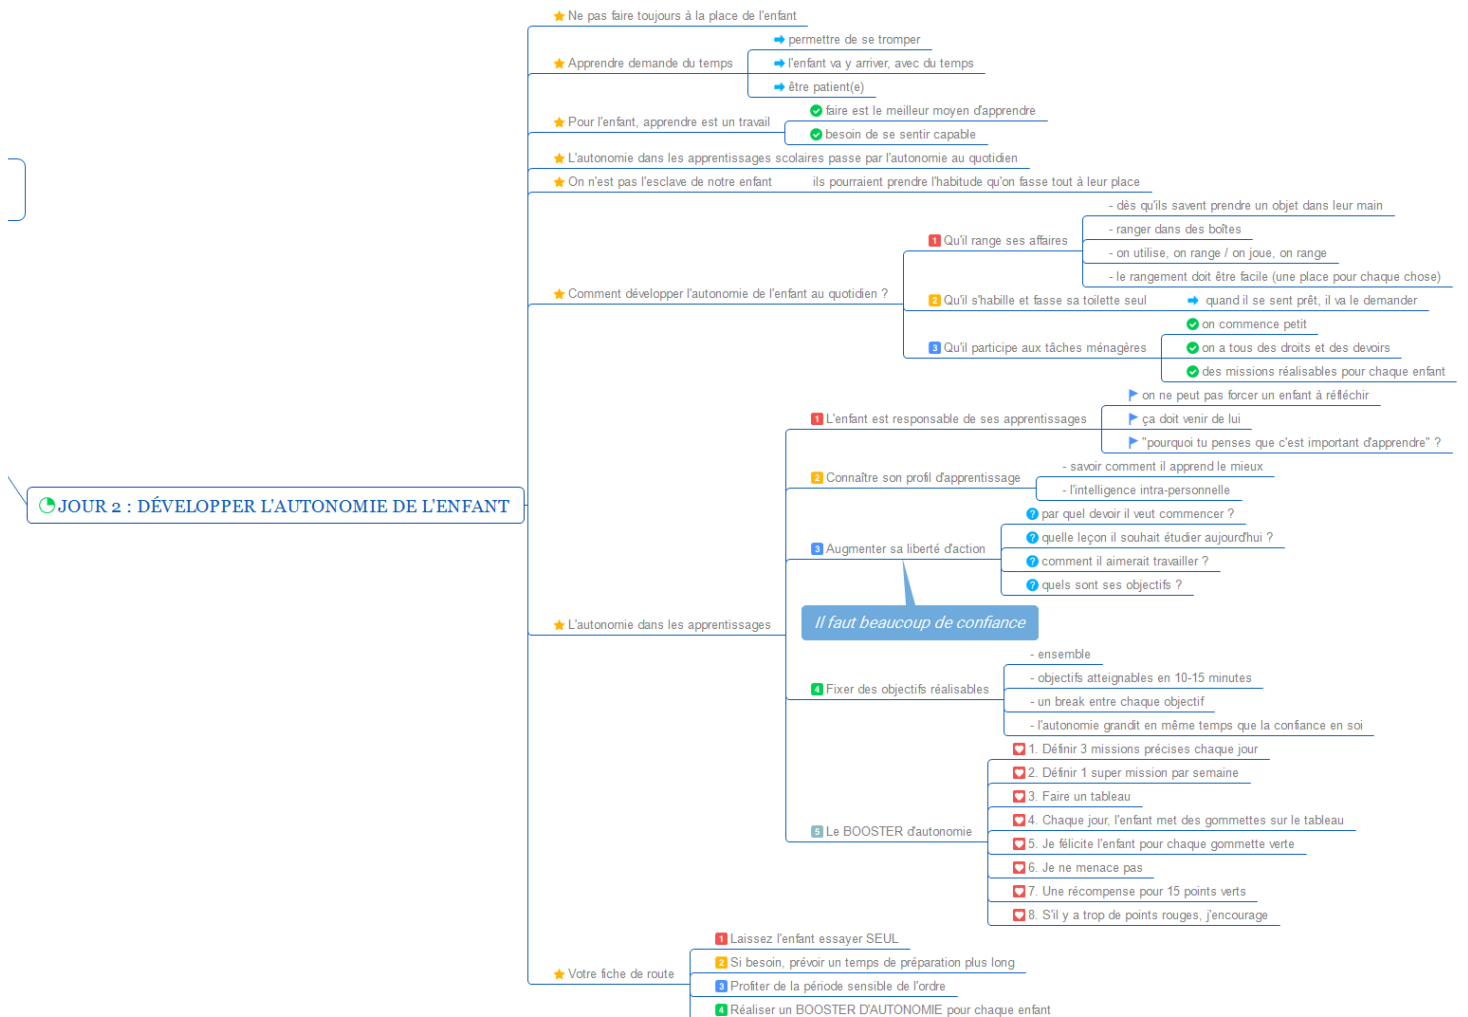 JOUR 2 : DÉVELOPPER L'AUTONOMIE DE L'ENFANT
Ne pas faire toujours à la place de l'enfant
Apprendre demande du temps
permettre de se tromper
l'enfant va y arriver, avec du temps
être patient(e)
Pour l'enfant, apprendre est un travail
faire est le meilleur moyen d'apprendre
besoin de se sentir capable
L'autonomie dans les apprentissages scolaires passe par l'autonomie au quotidien
On n'est pas l'esclave de notre enfant
ils pourraient prendre l'habitude qu'on fasse tout à leur place
Comment développer l'autonomie de l'enfant au quotidien ?
1 Qu'il range ses affaires
- dès qu'ils savent prendre un objet dans leur main
- ranger dans des boîtes
- on utilise, on range / on joue, on range
- le rangement doit être facile (une place pour chaque chose)
2 Qu'il s'habille et fasse sa toilette seul
quand il se sent prêt, il va le demander
3 Qu'il participe aux tâches ménagères
on commence petit
on a tous des droits et des devoirs
des missions réalisables pour chaque enfant
L'autonomie dans les apprentissages
1 L'enfant est responsable de ses apprentissages
on ne peut pas forcer un enfant à réfléchir
ça doit venir de lui
"pourquoi tu penses que c'est important d'apprendre" ?
2 Connaître son profil d'apprentissage
- savoir comment il apprend le mieux
- l'intelligence intra-personnelle
3 Augmenter sa liberté d'action
? par quel devoir il veut commencer ?
? quelle leçon il souhait étudier aujourd'hui ?
? comment il aimerait travailler ?
? quels sont ses objectifs ?
Il faut beaucoup de confiance
4 Fixer des objectifs réalisables
- ensemble
- objectifs atteignables en 10-15 minutes
- un break entre chaque objectif
- l'autonomie grandit en même temps que la confiance en soi
5 Le BOOSTER d'autonomie
1. Définir 3 missions précises chaque jour
2. Définir 1 super mission par semaine
3. Faire un tableau
4. Chaque jour, l'enfant met des gommettes sur le tableau
5. Je félicite l'enfant pour chaque gommette verte
6. Je ne menace pas
7. Une récompense pour 15 points verts
8. S'il y a trop de points rouges, j'encourage
Votre fiche de route
1 Laissez l'enfant essayer SEUL
2 Si besoin, prévoir un temps de préparation plus long
3 Profiter de la période sensible de l'ordre
4 Réaliser un BOOSTER D'AUTONOMIE pour chaque enfant